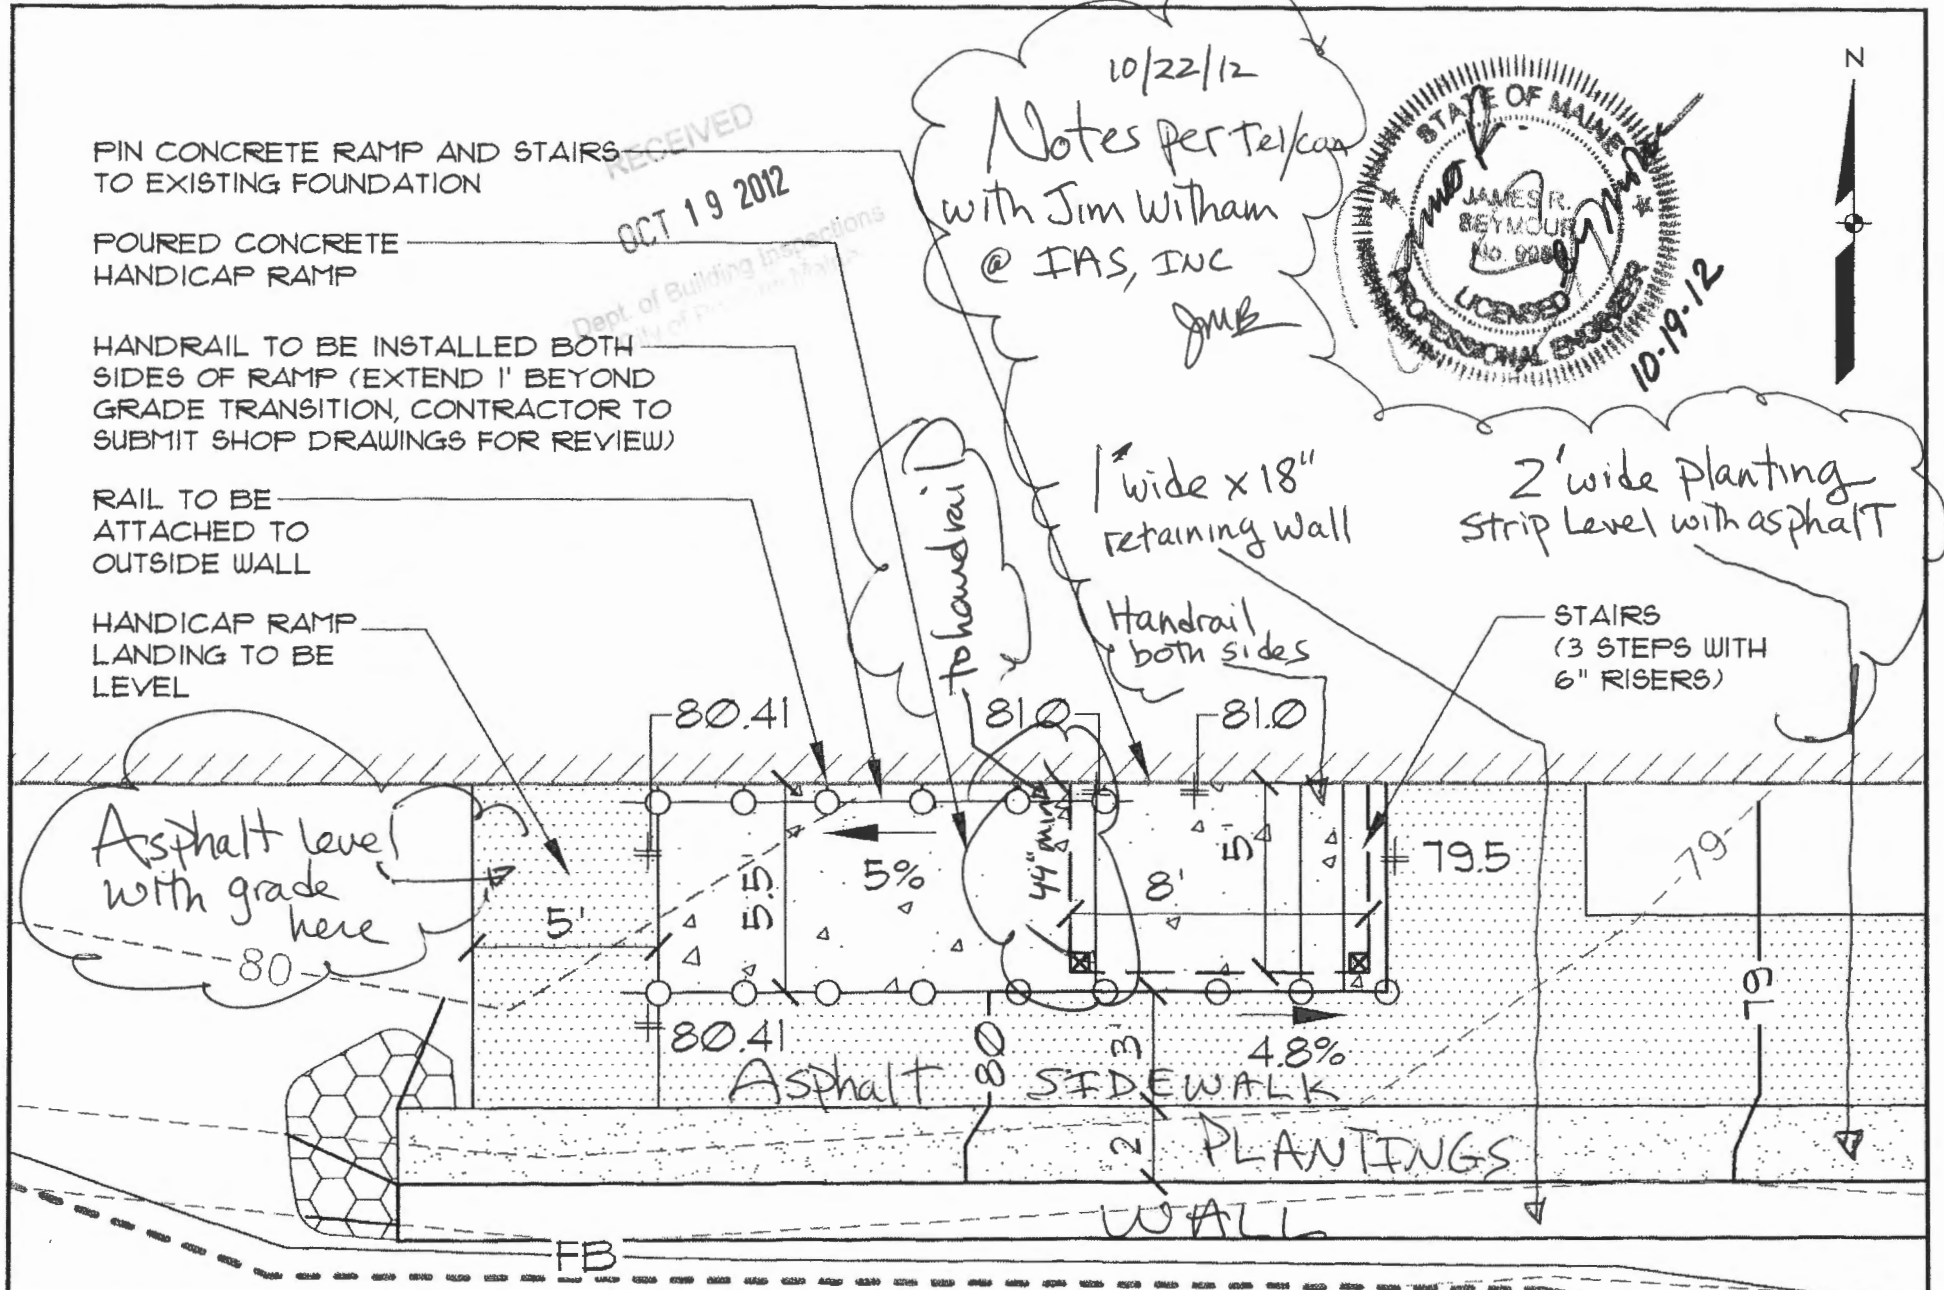 PIN CONCRETE RAMP AND STAIRS
TO EXISTING FOUNDATION
POURED CONCRETE
HANDICAP RAMP
HANDRAIL TO BE INSTALLED BOTH
SIDES OF RAMP (EXTEND 1' BEYOND
GRADE TRANSITION, CONTRACTOR TO
SUBMIT SHOP DRAWINGS FOR REVIEW)
RAIL TO BE
ATTACHED TO
OUTSIDE WALL
HANDICAP RAMP
LANDING TO BE
LEVEL
RECEIVED
OCT 19 2012
Dept. of Building Inspections
City of
10/22/12
Notes per Tel/con
with Jim Witham
@ IAS, INC
JMB
STATE OF MAINE
JAMES R.
SEYMOUR
LICENSED
PROFESSIONAL ENGINEER
10-19-12
N
1' wide x 18"
retaining wall
2' wide planting
strip Level with asphalt
to handrail
Handrail
both sides
STAIRS
(3 STEPS WITH
6" RISERS)
80.41
81.0
81.0
Asphalt level
with grade
here
5'
5.5'
5%
44" min
8'
5'
79.5
79
79
80
80.41
80
3'
4.8%
Asphalt SIDEWALK
2
PLANTINGS
WALL
FB